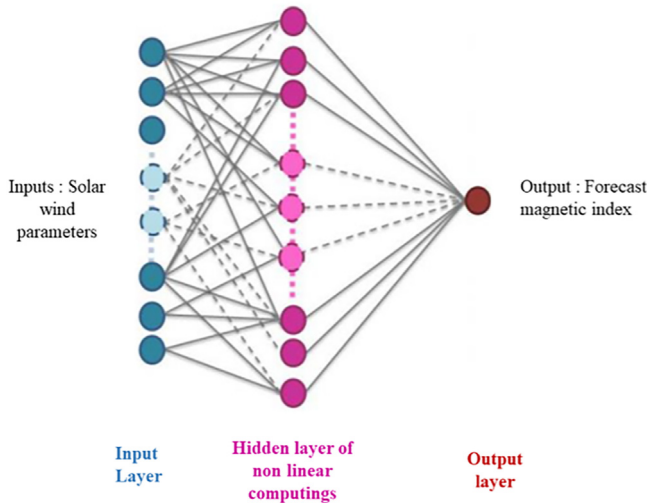 Inputs : Solar
wind
parameters
Output : Forecast
magnetic index
Input
Layer
Hidden layer of
non linear
computings
Output
layer